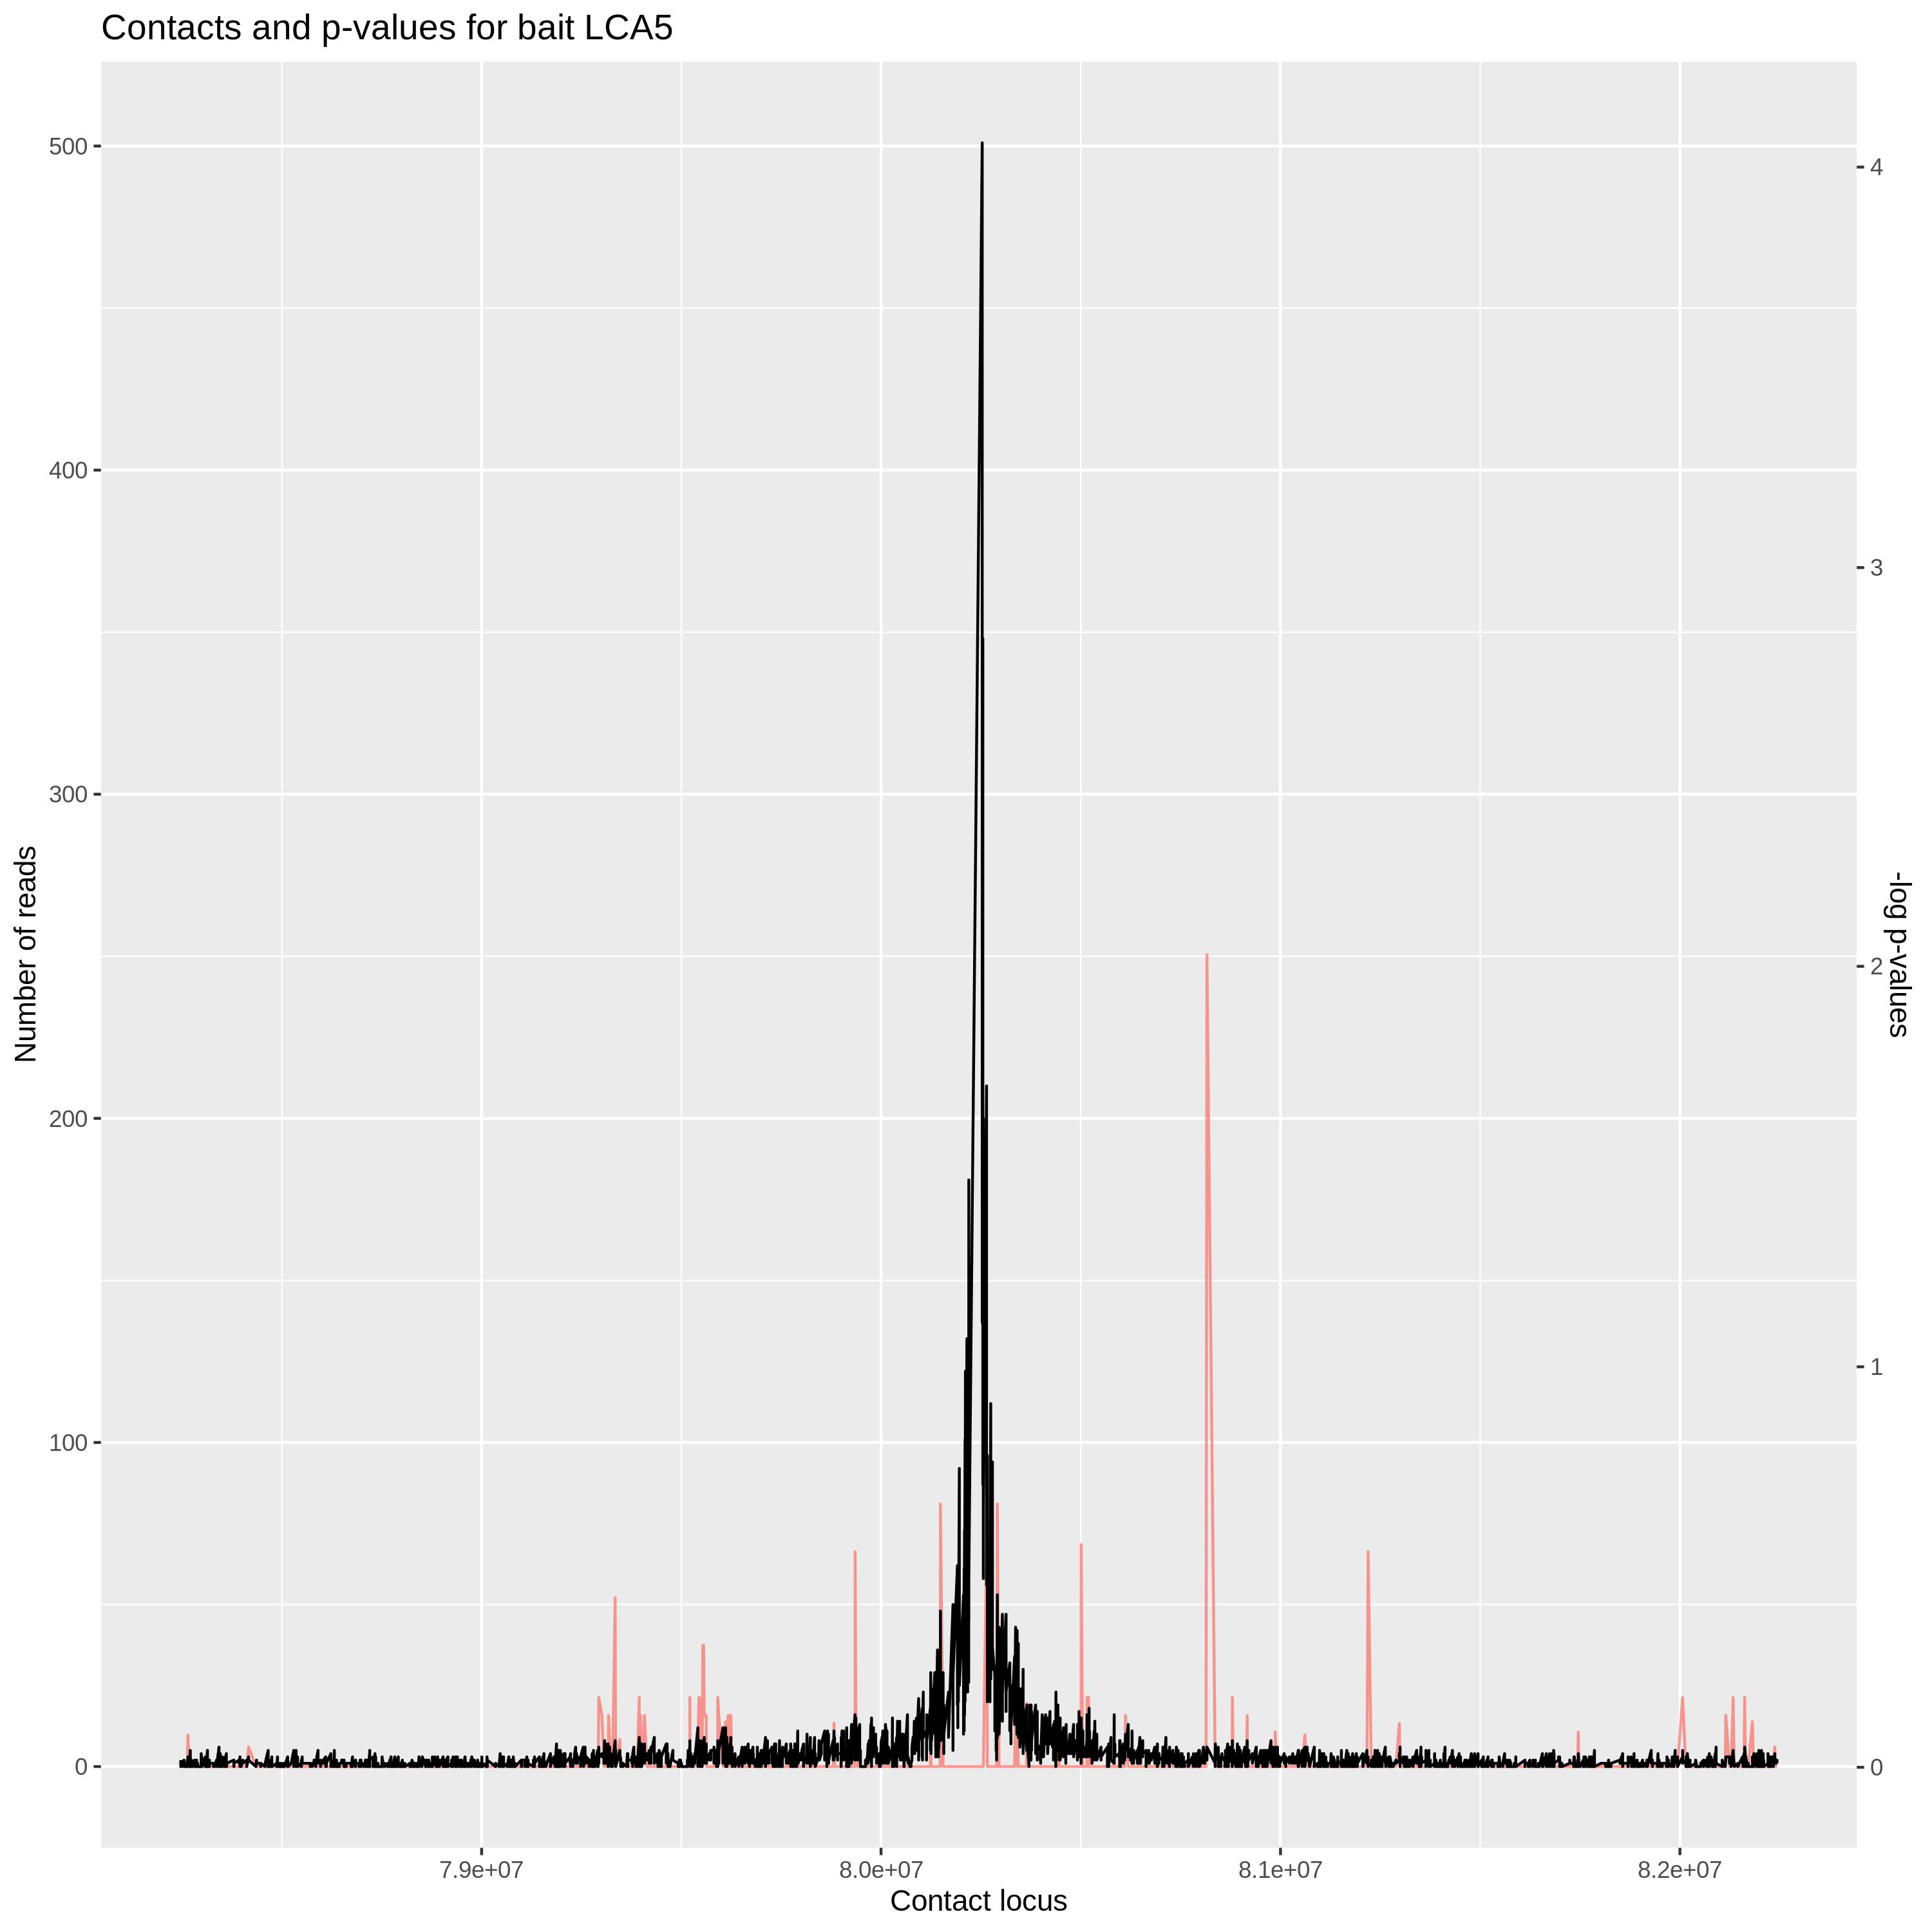 Contacts and p-values for bait LCA5
500
400
300
200
100
0
Number of reads
4
3
2
1
0
-log p-values
7.9e+07
8.0e+07
8.1e+07
8.2e+07
Contact locus